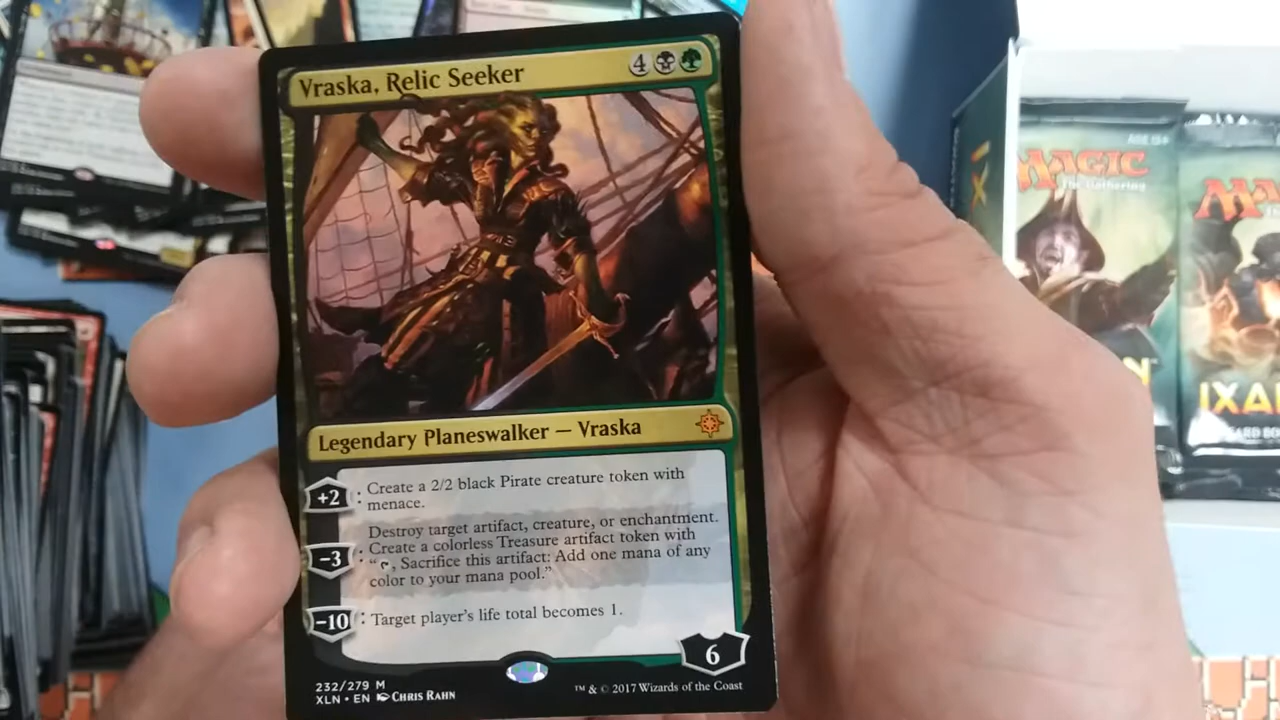 Vraska, Relic Seeker 4
Legendary Planeswalker — Vraska
+2 : Create a 2/2 black Pirate creature token with
menace.
Destroy target artifact, creature, or enchantment.
-3 : Create a colorless Treasure artifact token with
", Sacrifice this artifact: Add one mana of any
color to your mana pool."
-10 : Target player's life total becomes 1.
6
232/279 M
XLN • EN Chris Rahn
™ & © 2017 Wizards of the Coast
MAGIC
The Gathering
IXA